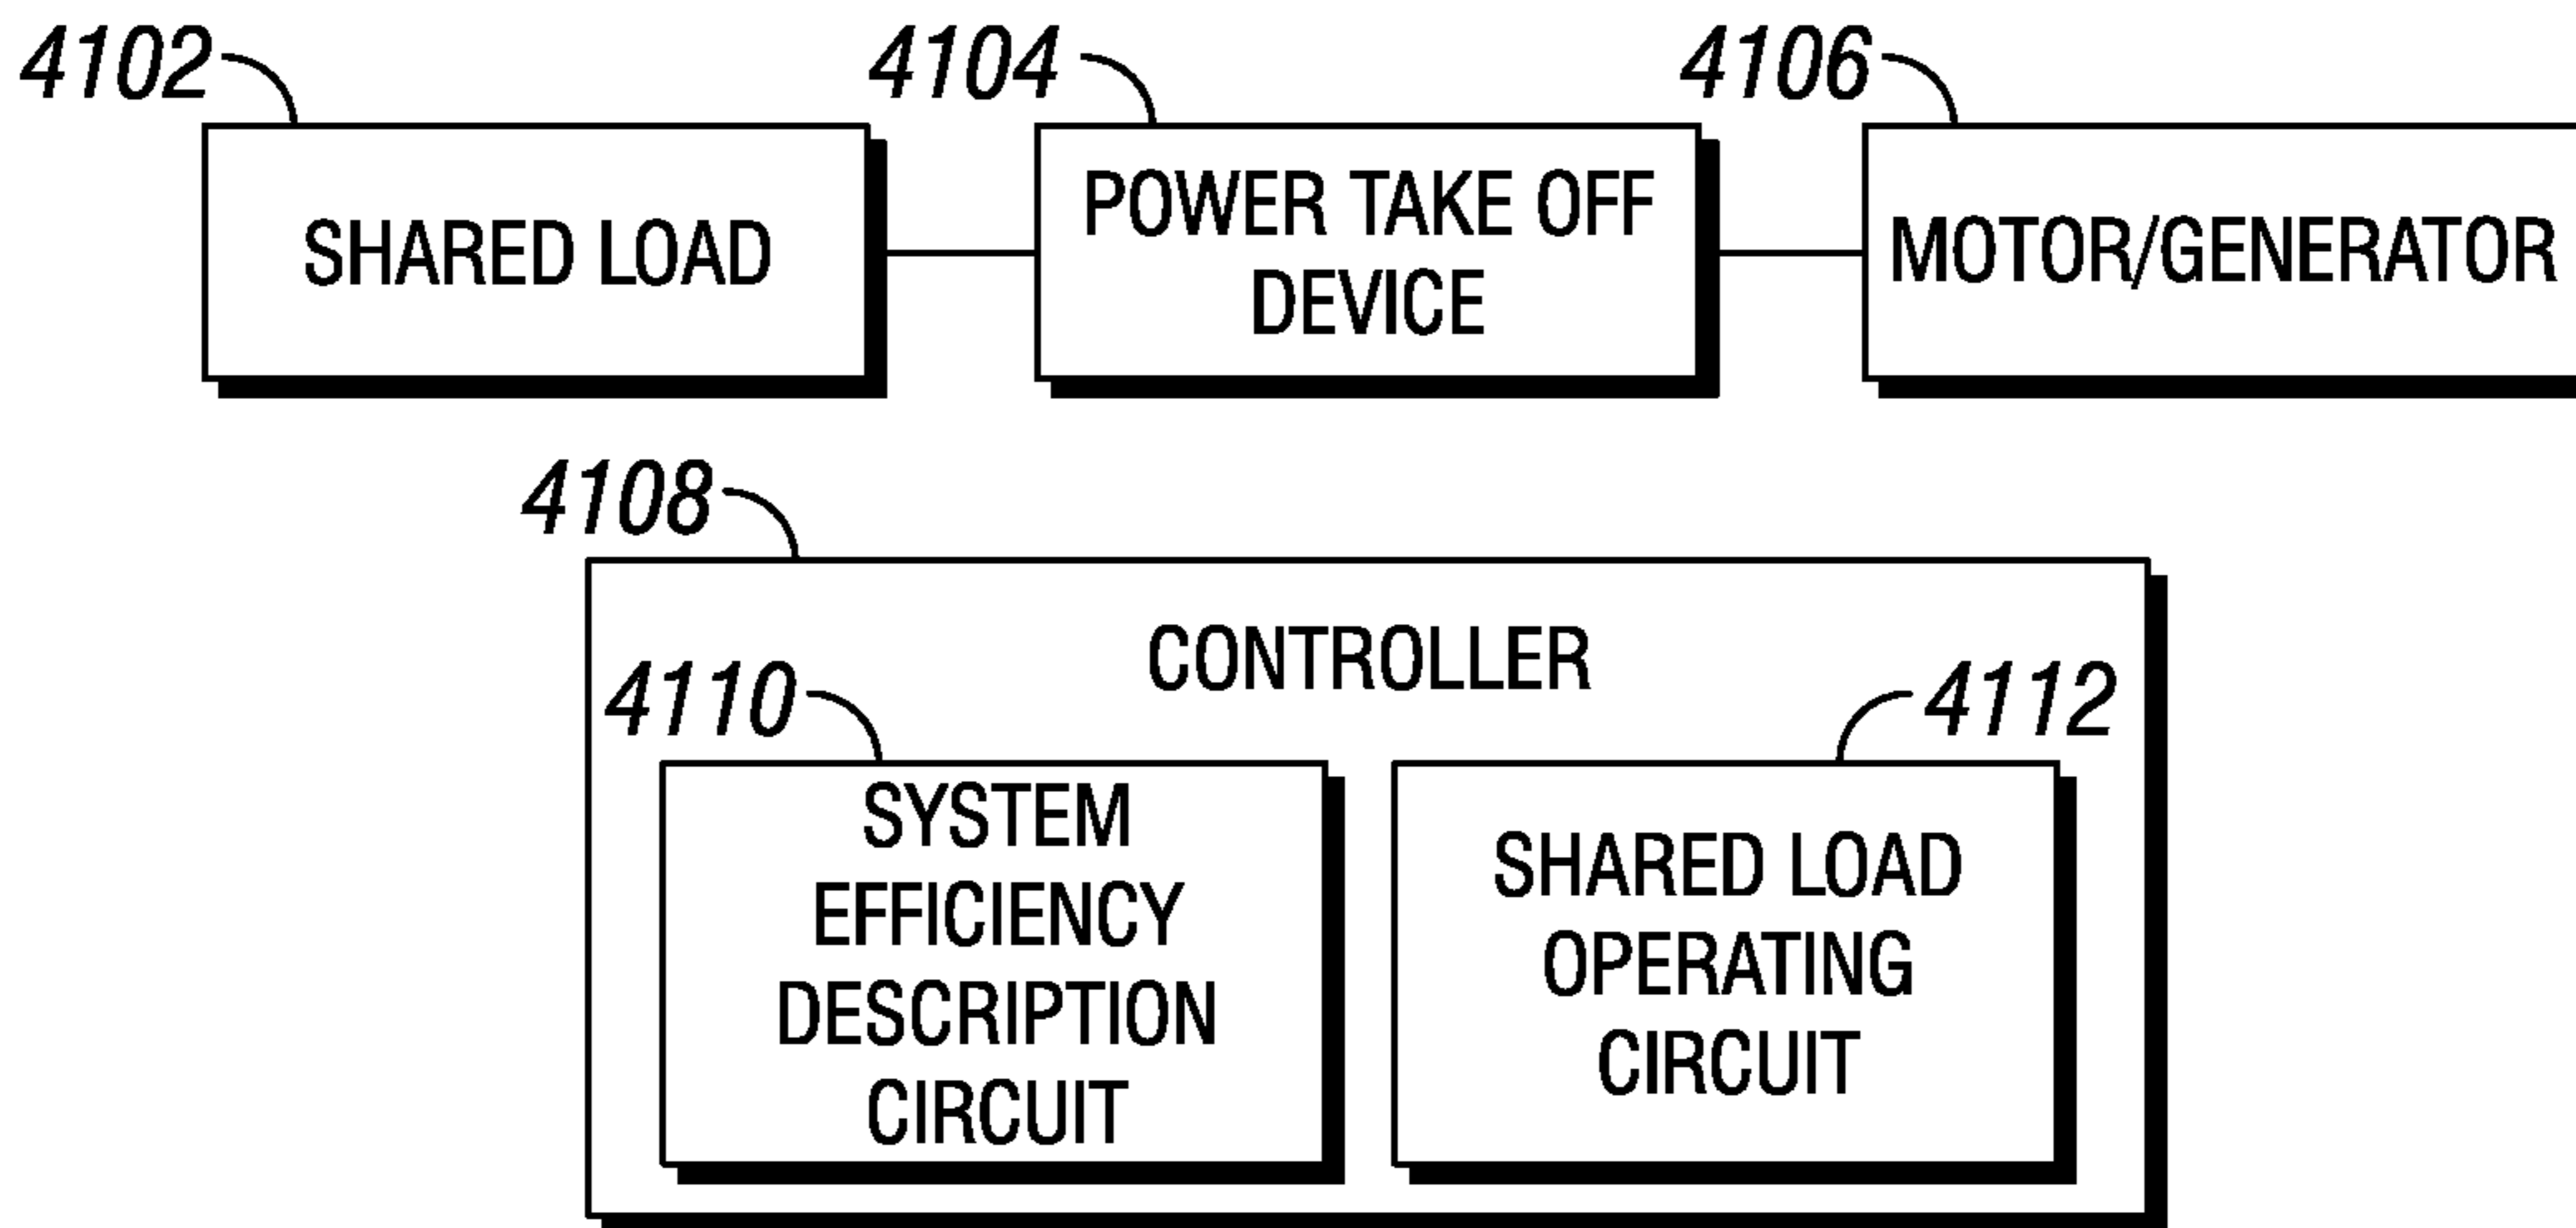 4102
4104
4106
SHARED LOAD
POWER TAKE OFF
DEVICE
MOTOR/GENERATOR
4108
CONTROLLER
4110
4112
SYSTEM
EFFICIENCY
DESCRIPTION
CIRCUIT
SHARED LOAD
OPERATING
CIRCUIT